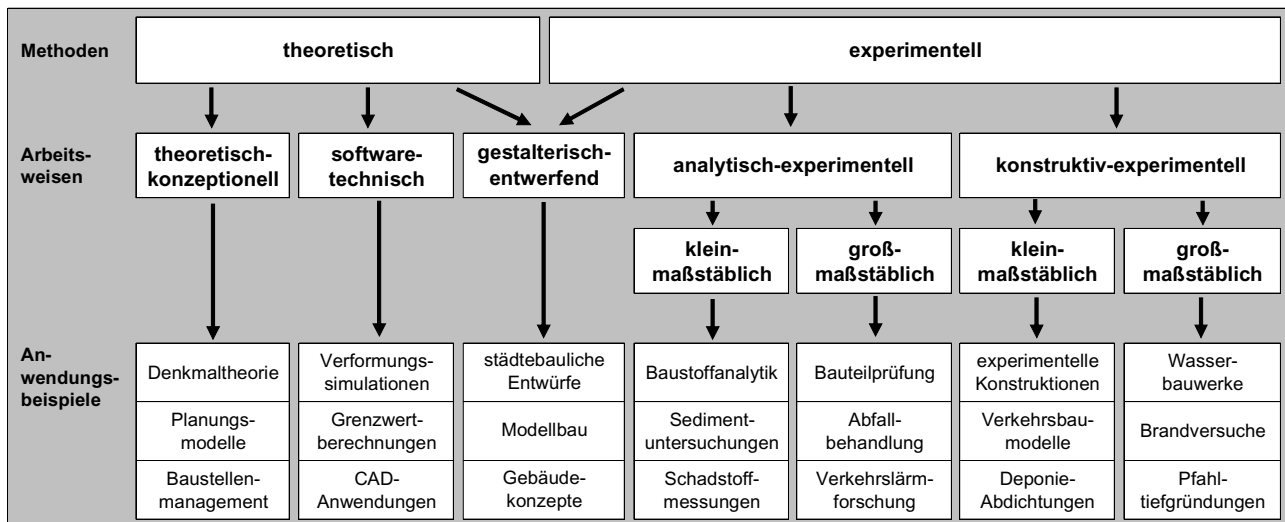 Methoden
theoretisch
experimentell
Arbeits-
weisen
theoretisch-
konzeptionell
software-
technisch
gestalterisch-
entwerfend
analytisch-experimentell
konstruktiv-experimentell
klein-
maßstäblich
groß-
maßstäblich
klein-
maßstäblich
groß-
maßstäblich
An-
wendungs-
beispiele
Denkmaltheorie
Verformungs-
simulationen
städtebauliche
Entwürfe
Baustoffanalytik
Bauteilprüfung
experimentelle
Konstruktionen
Wasser-
bauwerke
Planungs-
modelle
Grenzwert-
berechnungen
Modellbau
Sediment-
untersuchungen
Abfall-
behandlung
Verkehrsbau-
modelle
Brandversuche
Baustellen-
management
CAD-
Anwendungen
Gebäude-
konzepte
Schadstoff-
messungen
Verkehrslärm-
forschung
Deponie-
Abdichtungen
Pfahl-
tiefgründungen